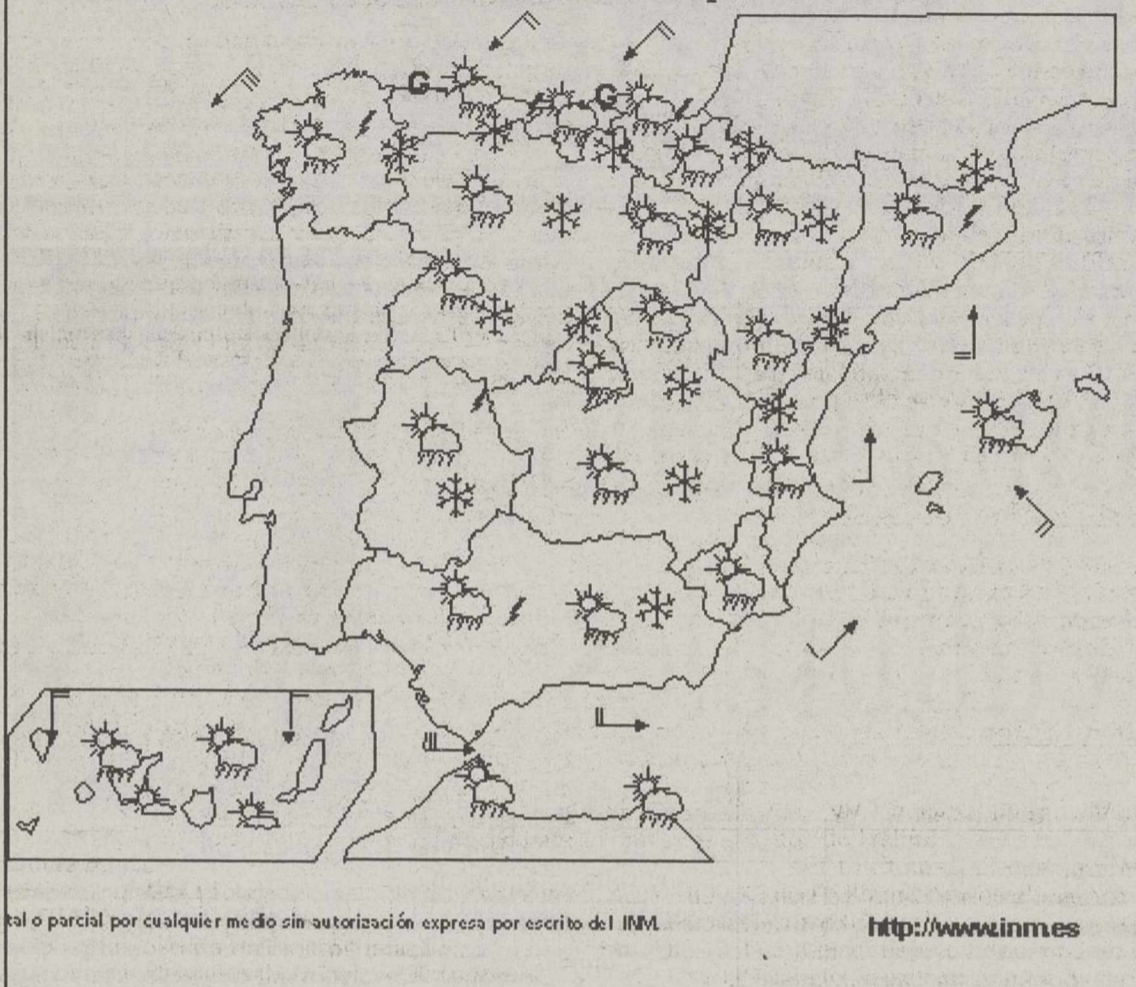 G
G
tal o parcial por cualquier medio sin autorización expresa por escrito del INM.
http://www.inm.es